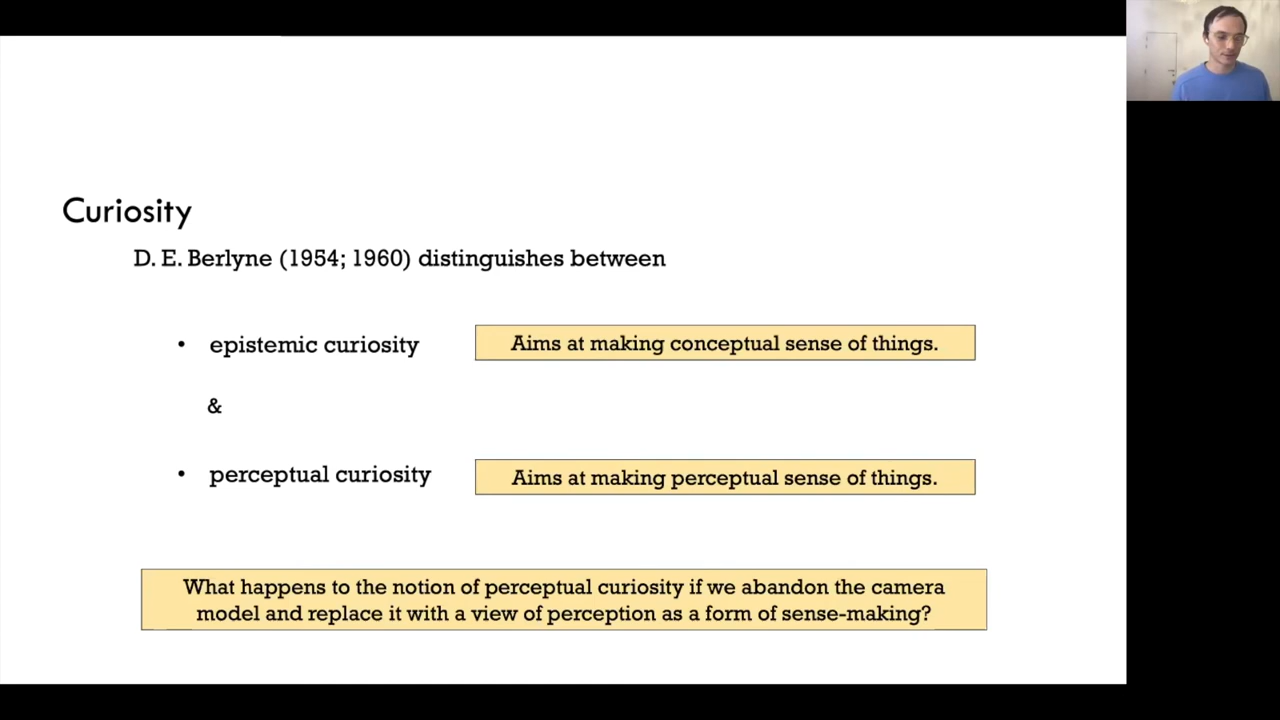 Curiosity
D. E. Berlyne (1954; 1960) distinguishes between
• epistemic curiosity
Aims at making conceptual sense of things.
&
• perceptual curiosity
Aims at making perceptual sense of things.
What happens to the notion of perceptual curiosity if we abandon the camera
model and replace it with a view of perception as a form of sense-making?